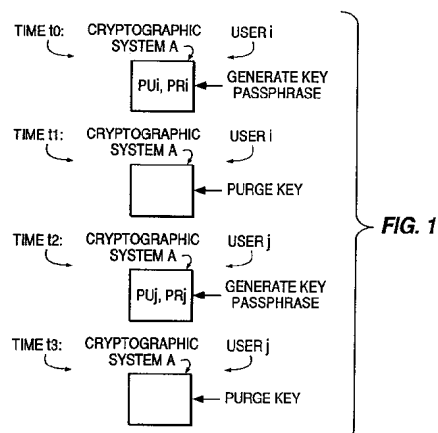 TIME t0: CRYPTOGRAPHIC SYSTEM A USER i
PUi, PRi
GENERATE KEY
PASSPHRASE
TIME t1: CRYPTOGRAPHIC SYSTEM A USER i
PURGE KEY
TIME t2: CRYPTOGRAPHIC SYSTEM A USER j
PUj, PRj
GENERATE KEY
PASSPHRASE
TIME t3: CRYPTOGRAPHIC SYSTEM A USER j
PURGE KEY
FIG. 1